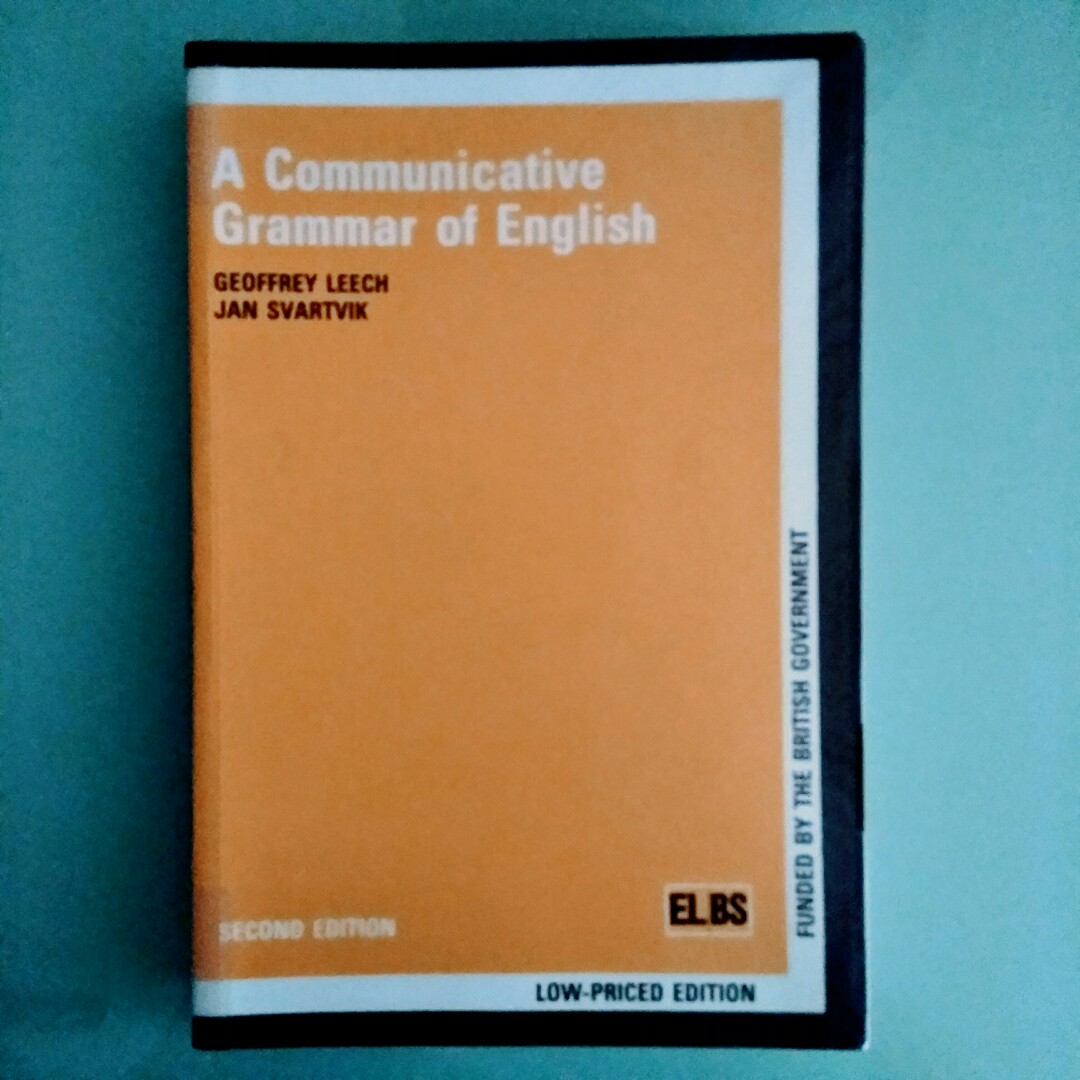 A Communicative
Grammar of English
GEOFFREY LEECH
JAN SVARTVIK
FUNDED BY THE BRITISH GOVERNMENT
SECOND EDITION
ELBS
LOW-PRICED EDITION